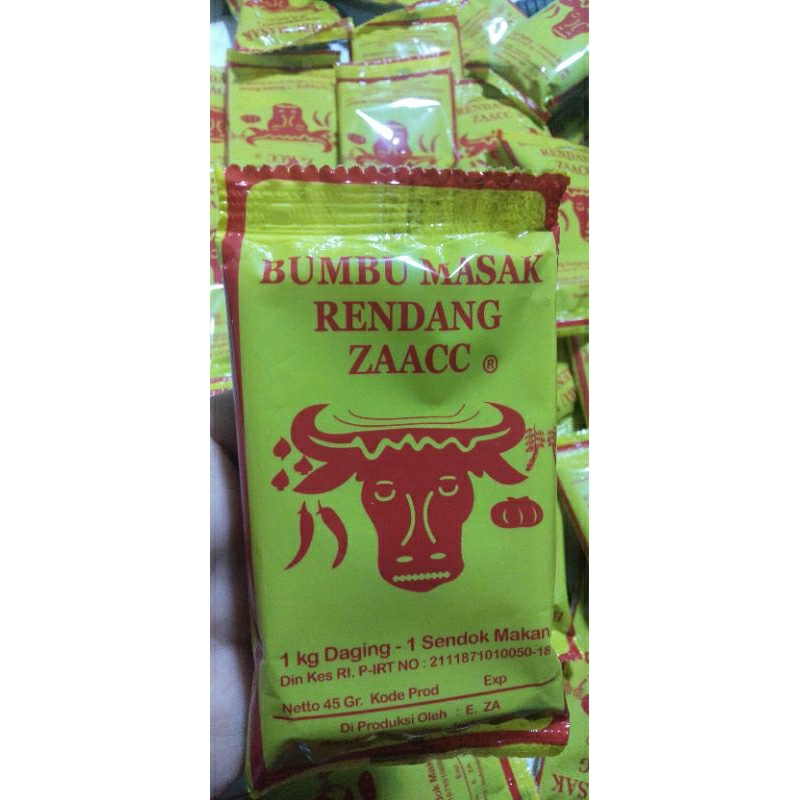 BUMBU MASAK
RENDANG
ZAACC ®
1 kg Daging - 1 Sendok Makan
Din Kes RI. P-IRT NO : 2111871010050-18
Netto 45 Gr. Kode Prod Exp
Di Produksi Oleh : E. ZA